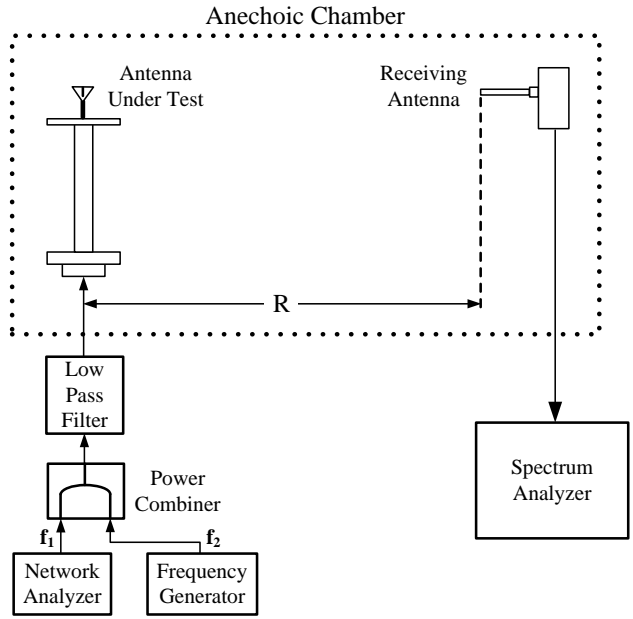 Anechoic Chamber
Antenna
Under Test
Receiving
Antenna
R
Low
Pass
Filter
Power
Combiner
Spectrum
Analyzer
f₁
f₂
Network
Analyzer
Frequency
Generator